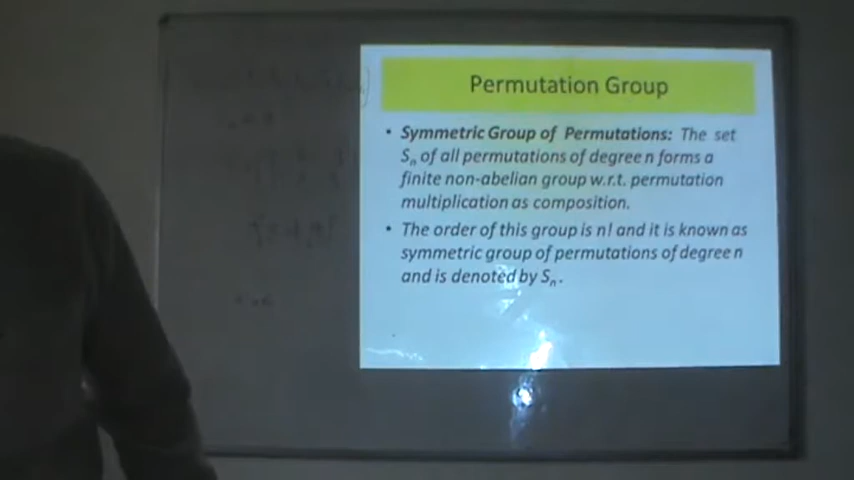 Permutation Group
• Symmetric Group of Permutations: The set
Sₙ of all permutations of degree n forms a
finite non-abelian group w.r.t. permutation
multiplication as composition.
• The order of this group is n! and it is known as
symmetric group of permutations of degree n
and is denoted by Sₙ.